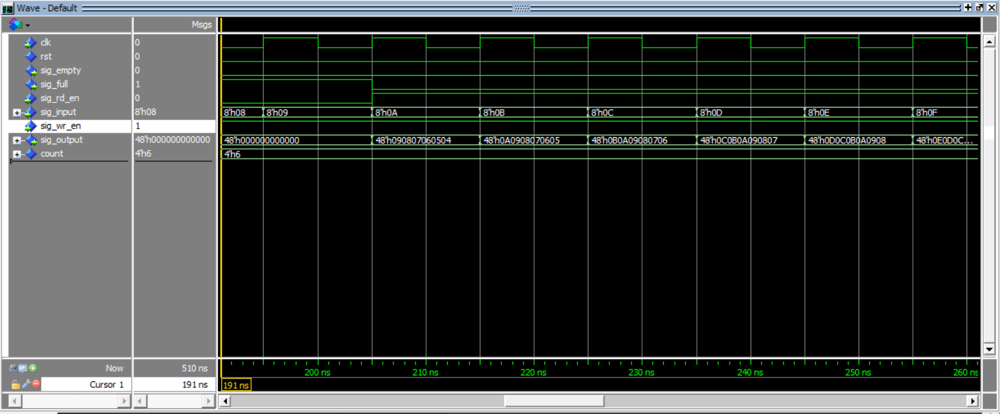 Wave - Default
Msgs
clk 0
rst 0
sig_empty 0
sig_full 1
sig_rd_en 0
sig_input 8'h08 8'h08 8'h09 8'h0A 8'h0B 8'h0C 8'h0D 8'h0E 8'h0F
sig_wr_en 1
sig_output 48'h000000000000 48'h000000000000 48'h090807060504 48'h0A0908070605 48'h0B0A09080706 48'h0C0B0A090807 48'h0D0C0B0A0908 48'h0E0D0C...
count 4'h6 4'h6
Now 510 ns 200 ns 210 ns 220 ns 230 ns 240 ns 250 ns 260 ns
Cursor 1 191 ns 191 ns